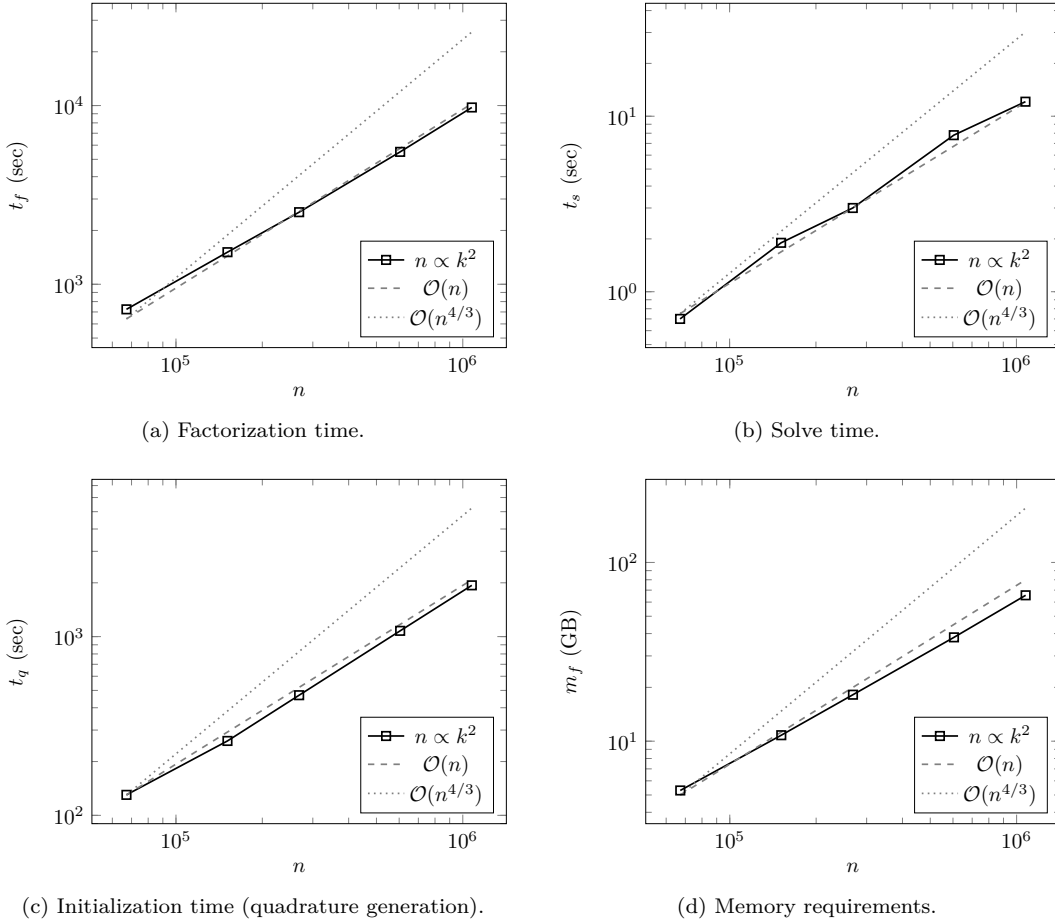 10^4
10^3
t_f (sec)
n ∝ k^2
O(n)
O(n^{4/3})
10^5
10^6
n
(a) Factorization time.
10^1
10^0
t_s (sec)
n ∝ k^2
O(n)
O(n^{4/3})
10^5
10^6
n
(b) Solve time.
10^3
10^2
t_q (sec)
n ∝ k^2
O(n)
O(n^{4/3})
10^5
10^6
n
(c) Initialization time (quadrature generation).
10^2
10^1
m_f (GB)
n ∝ k^2
O(n)
O(n^{4/3})
10^5
10^6
n
(d) Memory requirements.